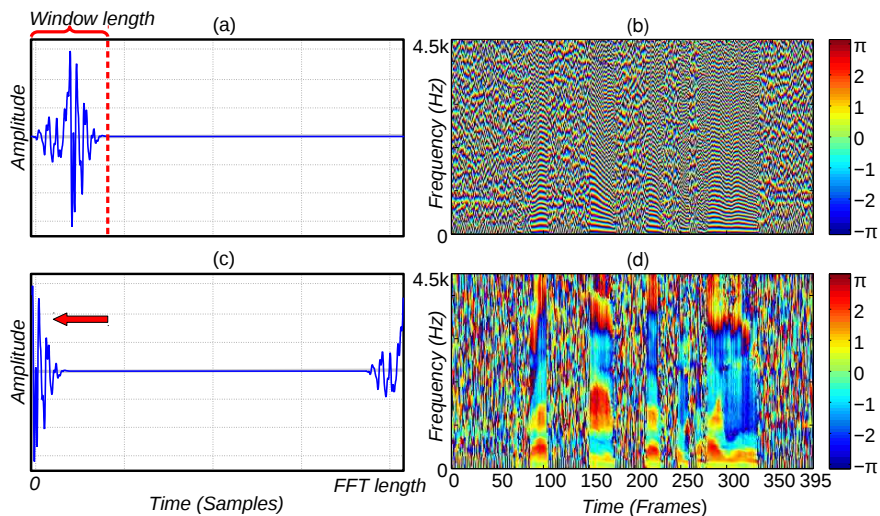 Window length
(a)
Amplitude
(b)
4.5k
Frequency (Hz)
0
π
2
1
0
−1
−2
−π
(c)
Amplitude
0
Time (Samples)
FFT length
(d)
4.5k
Frequency (Hz)
0
0 50 100 150 200 250 300 350 395
Time (Frames)
π
2
1
0
−1
−2
−π